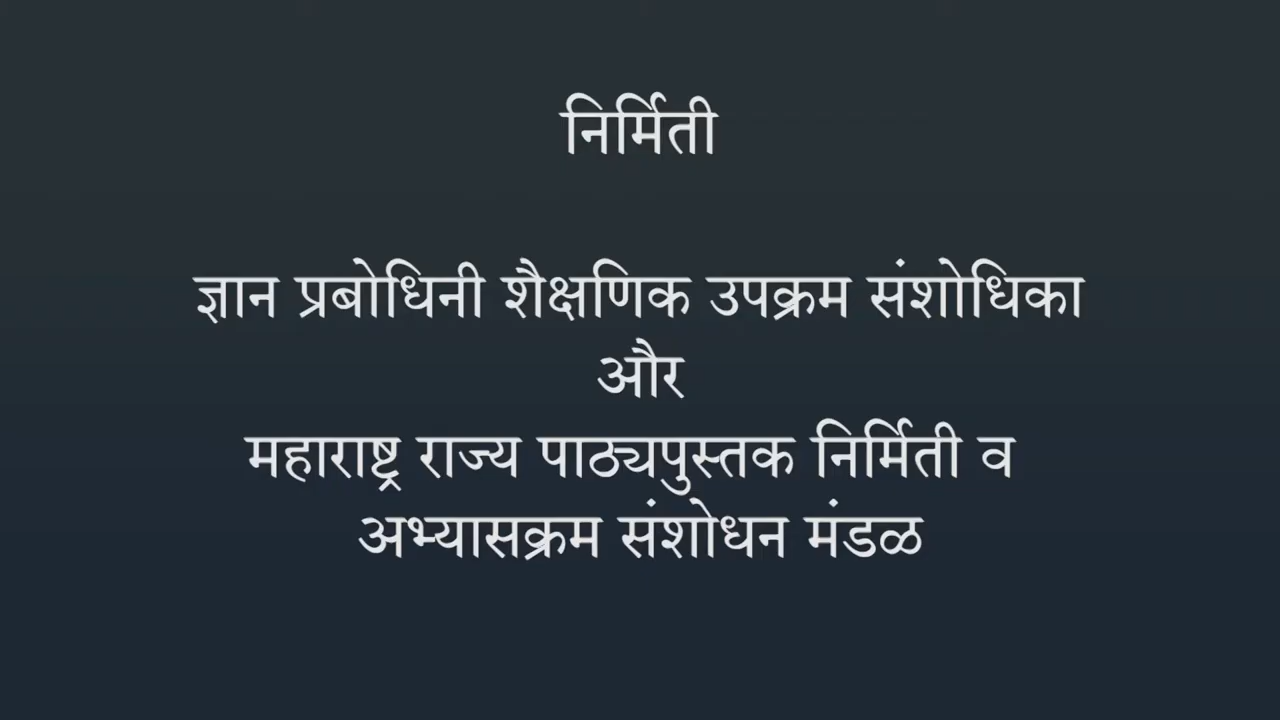 निर्मिती
ज्ञान प्रबोधिनी शैक्षणिक उपक्रम संशोधिका
और
महाराष्ट्र राज्य पाठ्यपुस्तक निर्मिती व
अभ्यासक्रम संशोधन मंडळ